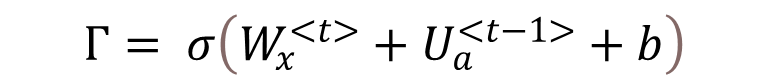 Γ = σ(W_x^{<t>} + U_a^{<t−1>} + b)